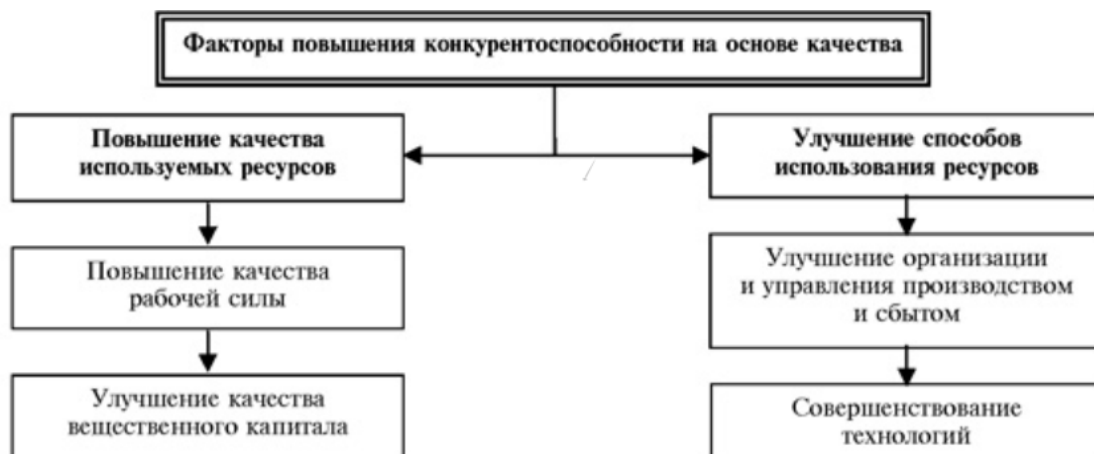 Факторы повышения конкурентоспособности на основе качества
Повышение качества
используемых ресурсов
Улучшение способов
использования ресурсов
Повышение качества
рабочей силы
Улучшение организации
и управления производством
и сбытом
Улучшение качества
вещественного капитала
Совершенствование
технологий